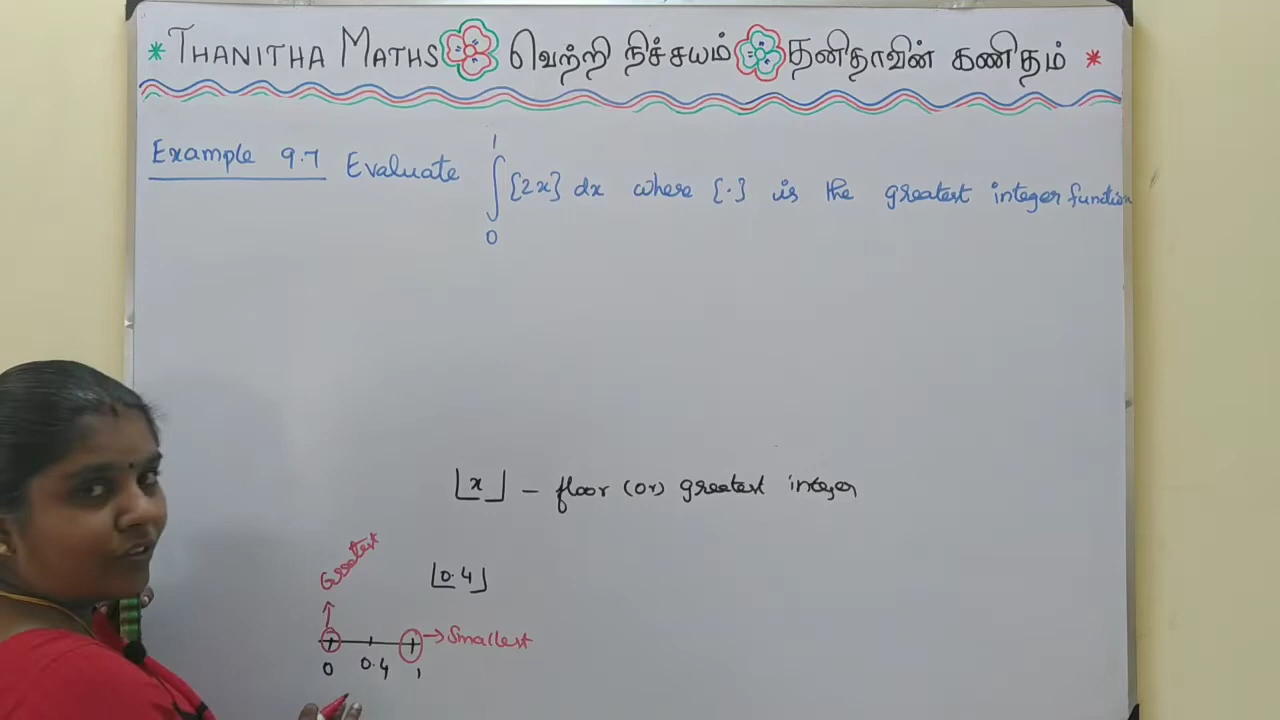 * THANITHA MATHS வெற்றி நிச்சயம் தனிதாவின் கணிதம் *
Example 9.7 Evaluate ∫₀¹ [2x] dx where [·] is the greatest integer function
⌊x⌋ - floor (or) greatest integer
Greatest
⌊0.4⌋
→ Smallest
0 0.4 1